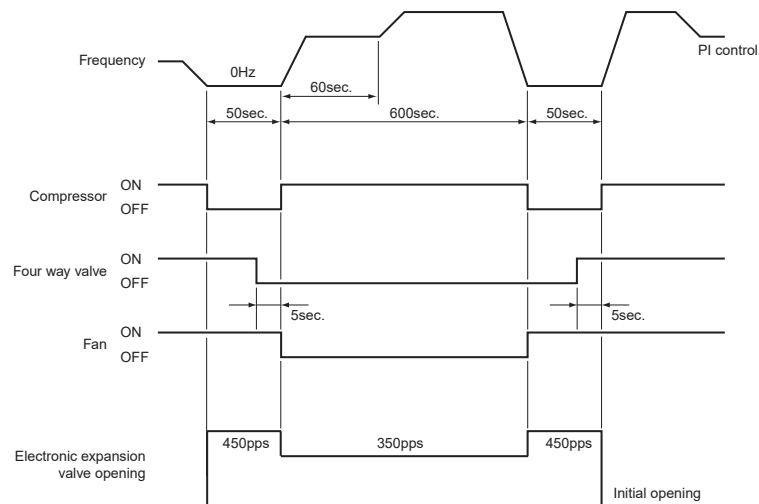 Frequency
0Hz
PI control
60sec.
50sec.
600sec.
50sec.
Compressor
ON
OFF
Four way valve
ON
OFF
5sec.
5sec.
Fan
ON
OFF
Electronic expansion
valve opening
450pps
350pps
450pps
Initial opening